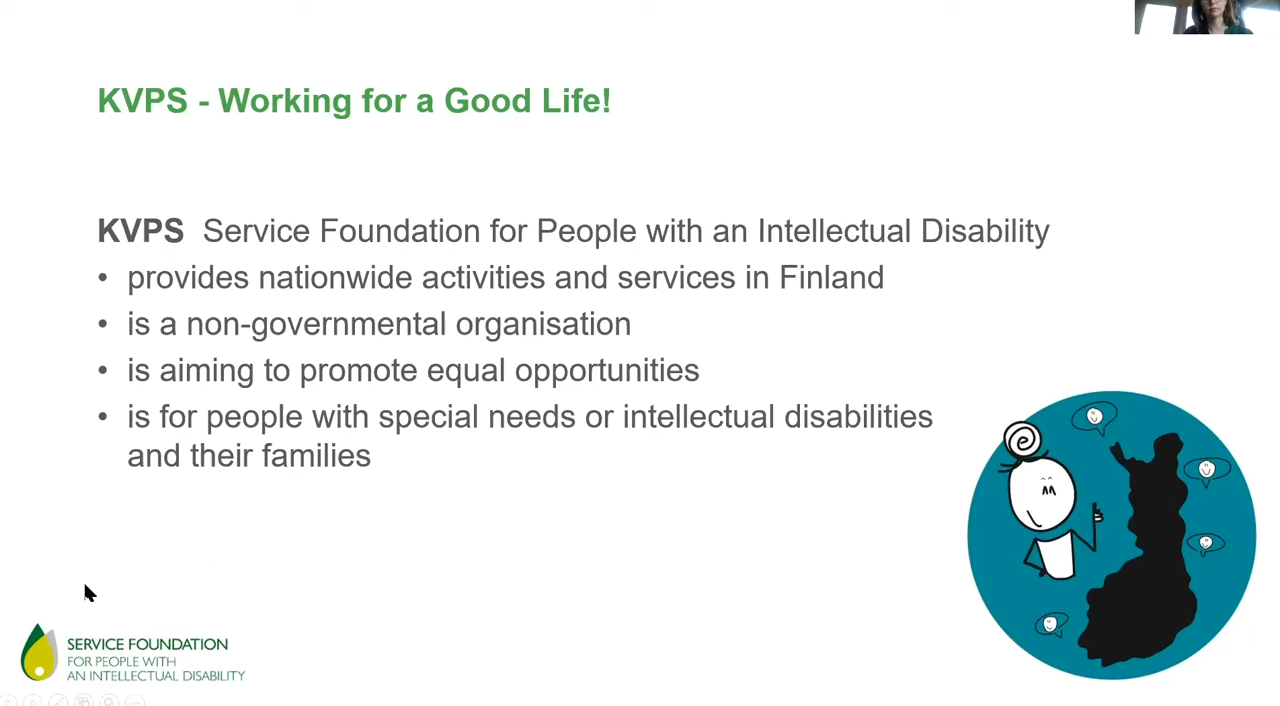 KVPS - Working for a Good Life!
KVPS Service Foundation for People with an Intellectual Disability
• provides nationwide activities and services in Finland
• is a non-governmental organisation
• is aiming to promote equal opportunities
• is for people with special needs or intellectual disabilities
and their families
SERVICE FOUNDATION
FOR PEOPLE WITH
AN INTELLECTUAL DISABILITY